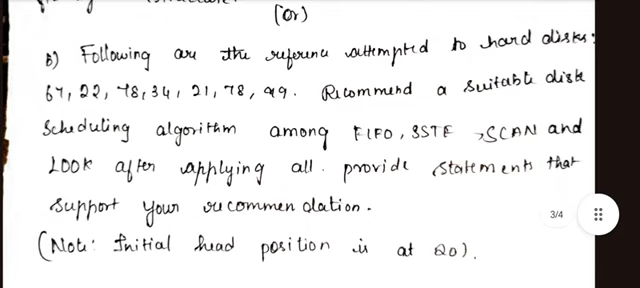 (Or)
B) Following are the reference attempted to hard disks:
67, 22, 78, 34, 21, 78, 99. Recommend a suitable disk
scheduling algorithm among FIFO, SSTF, SCAN and
LOOK after applying all. provide statements that
support your recommendation.
3/4
(Note: Initial head position is at 20).